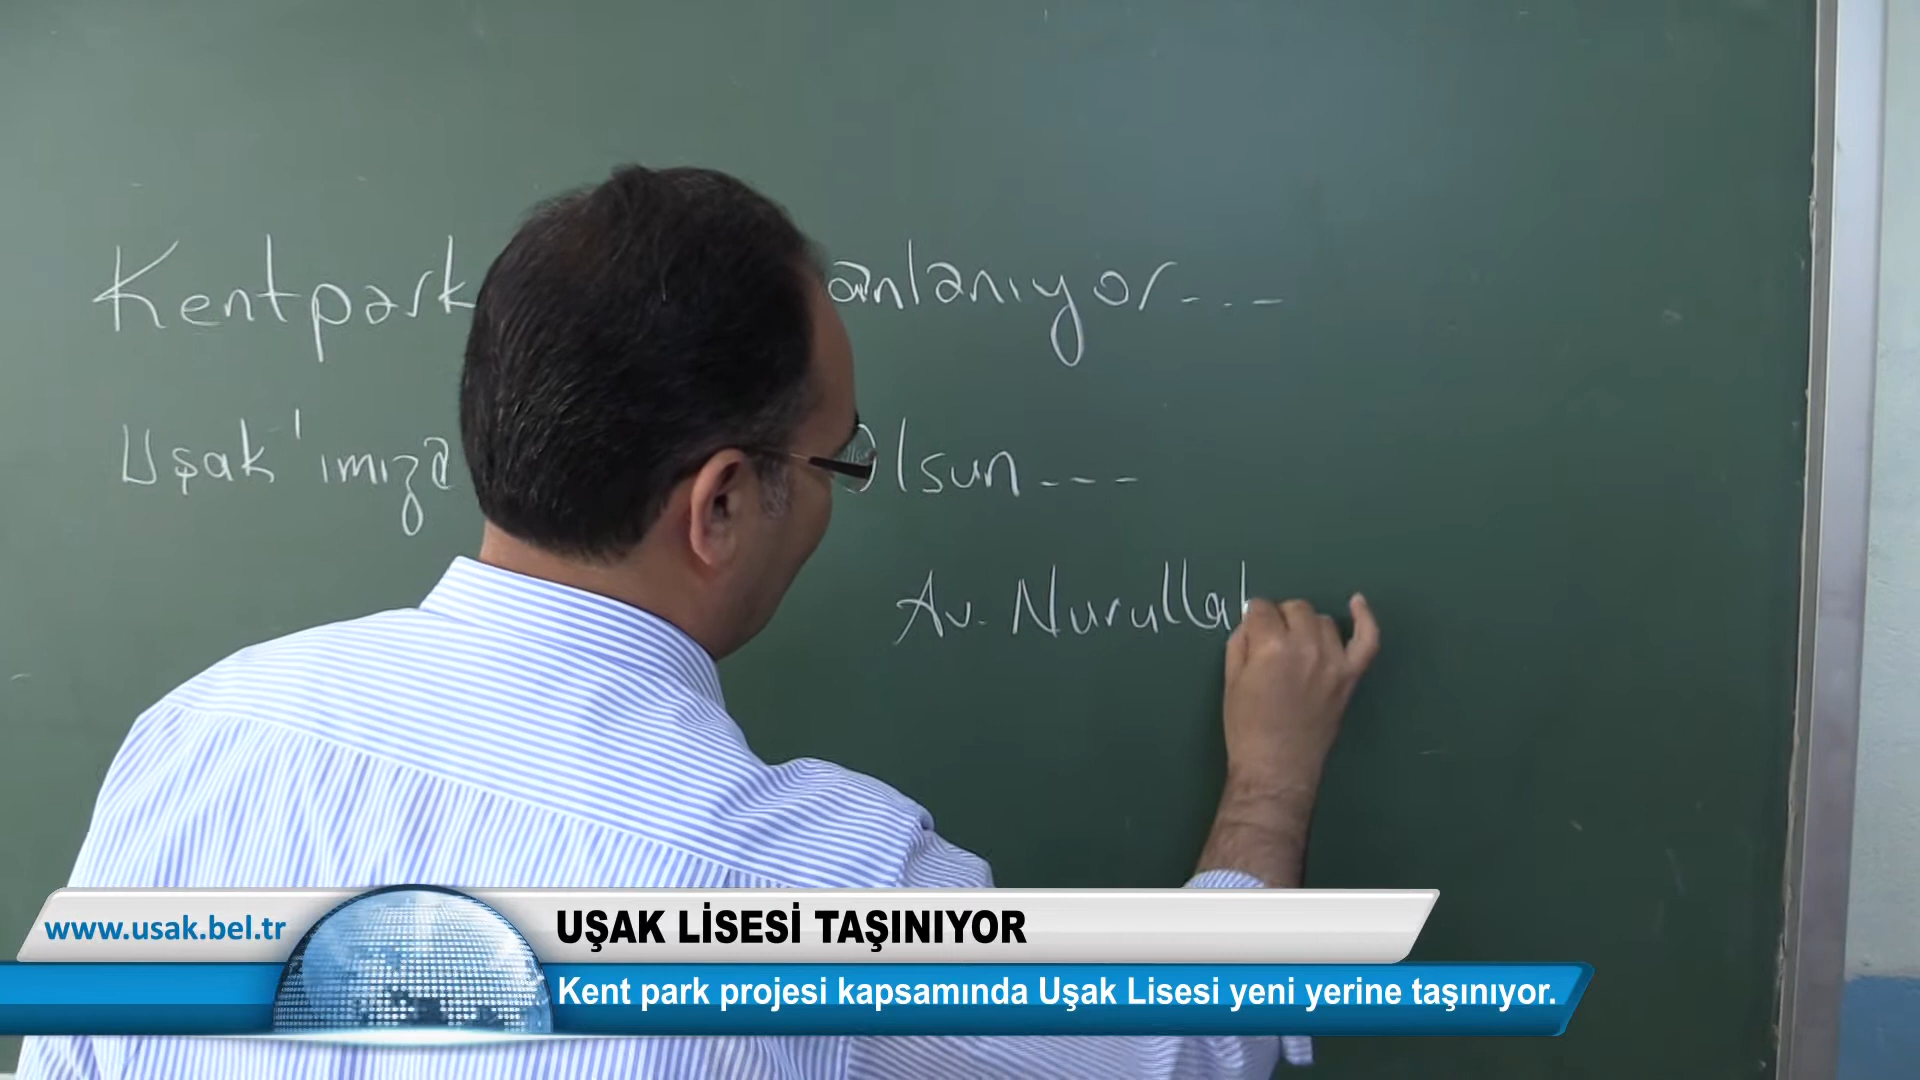 Kentpark anlanıyor...
Uşak'ımıza Olsun...
Av. Nurullah
www.usak.bel.tr
UŞAK LİSESİ TAŞINIYOR
Kent park projesi kapsamında Uşak Lisesi yeni yerine taşınıyor.